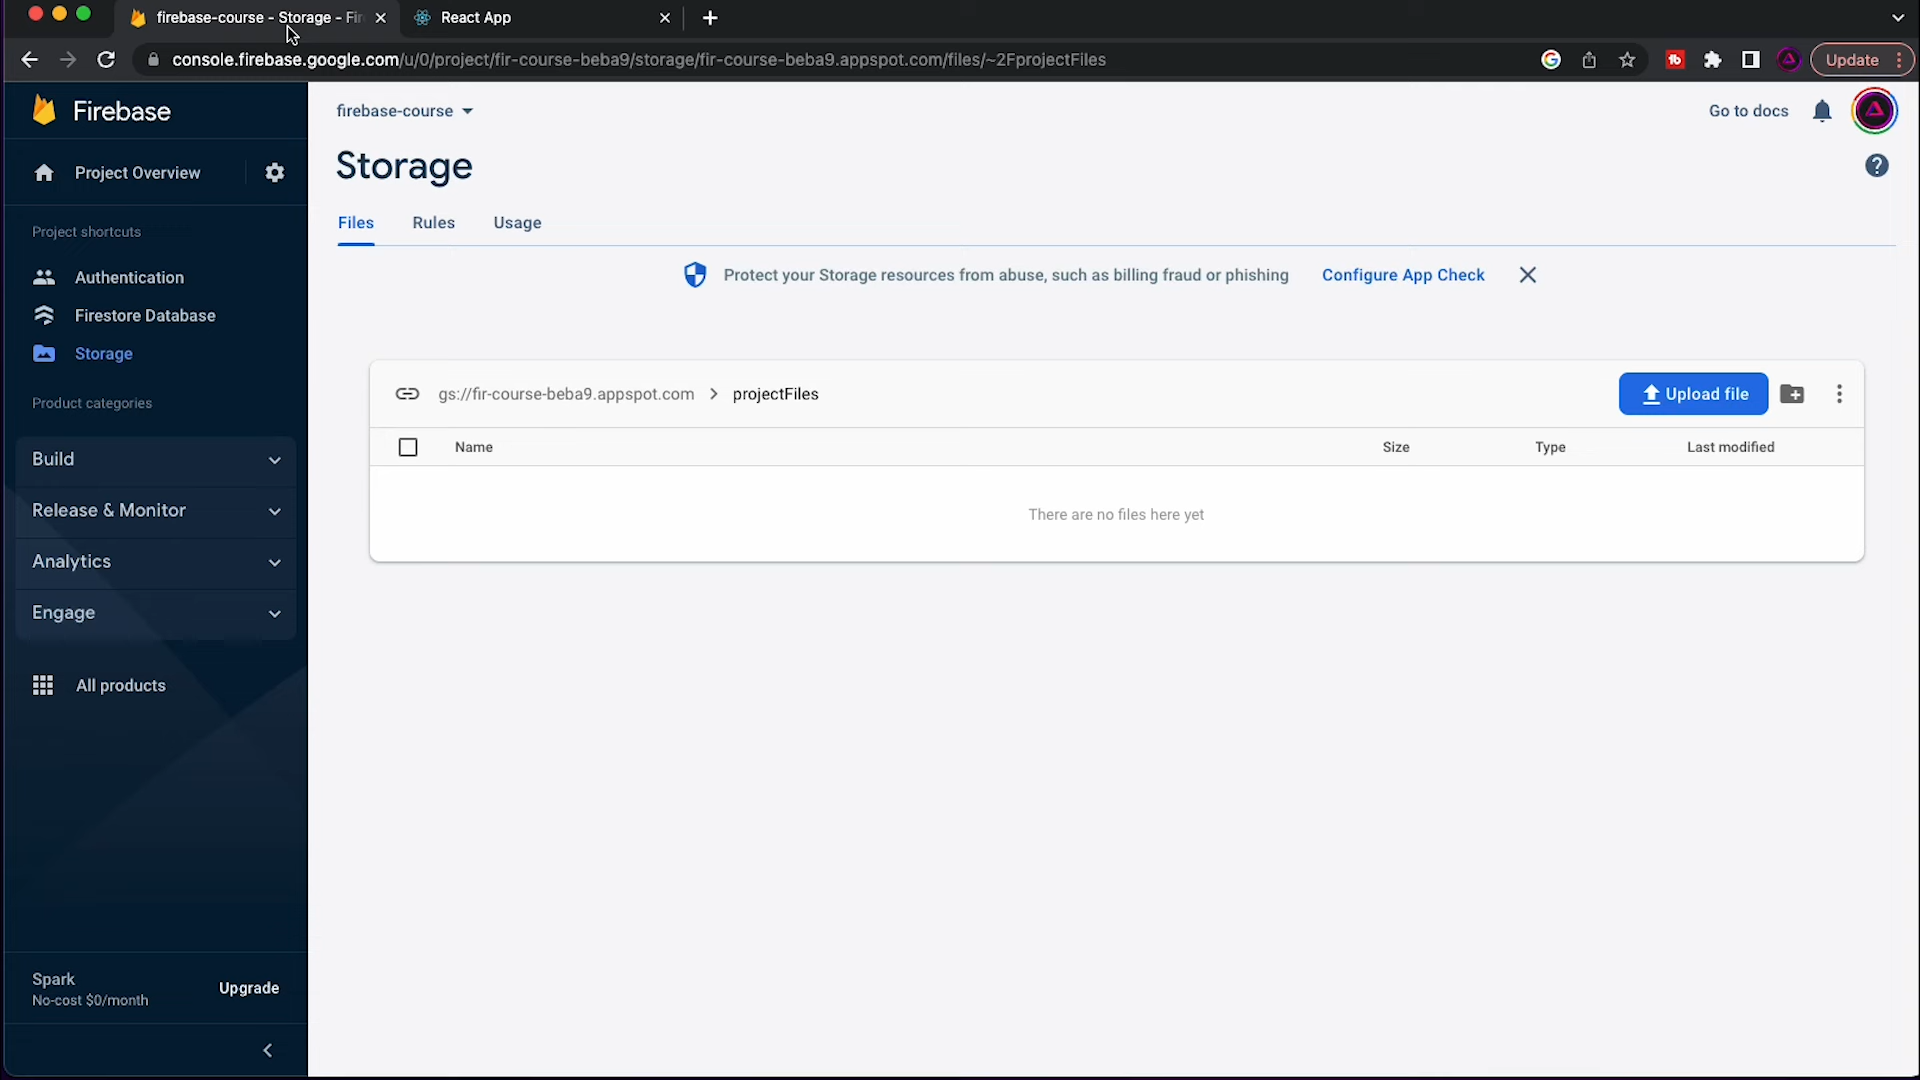 firebase-course - Storage - Fi
React App
console.firebase.google.com/u/0/project/fir-course-beba9/storage/fir-course-beba9.appspot.com/files/~2FprojectFiles
Update
Firebase
firebase-course
Go to docs
Project Overview
Storage
Files Rules Usage
Project shortcuts
Authentication
Protect your Storage resources from abuse, such as billing fraud or phishing Configure App Check
Firestore Database
Storage
Product categories
gs://fir-course-beba9.appspot.com > projectFiles
Upload file
Name Size Type Last modified
Build
There are no files here yet
Release & Monitor
Analytics
Engage
All products
Spark
No-cost $0/month
Upgrade